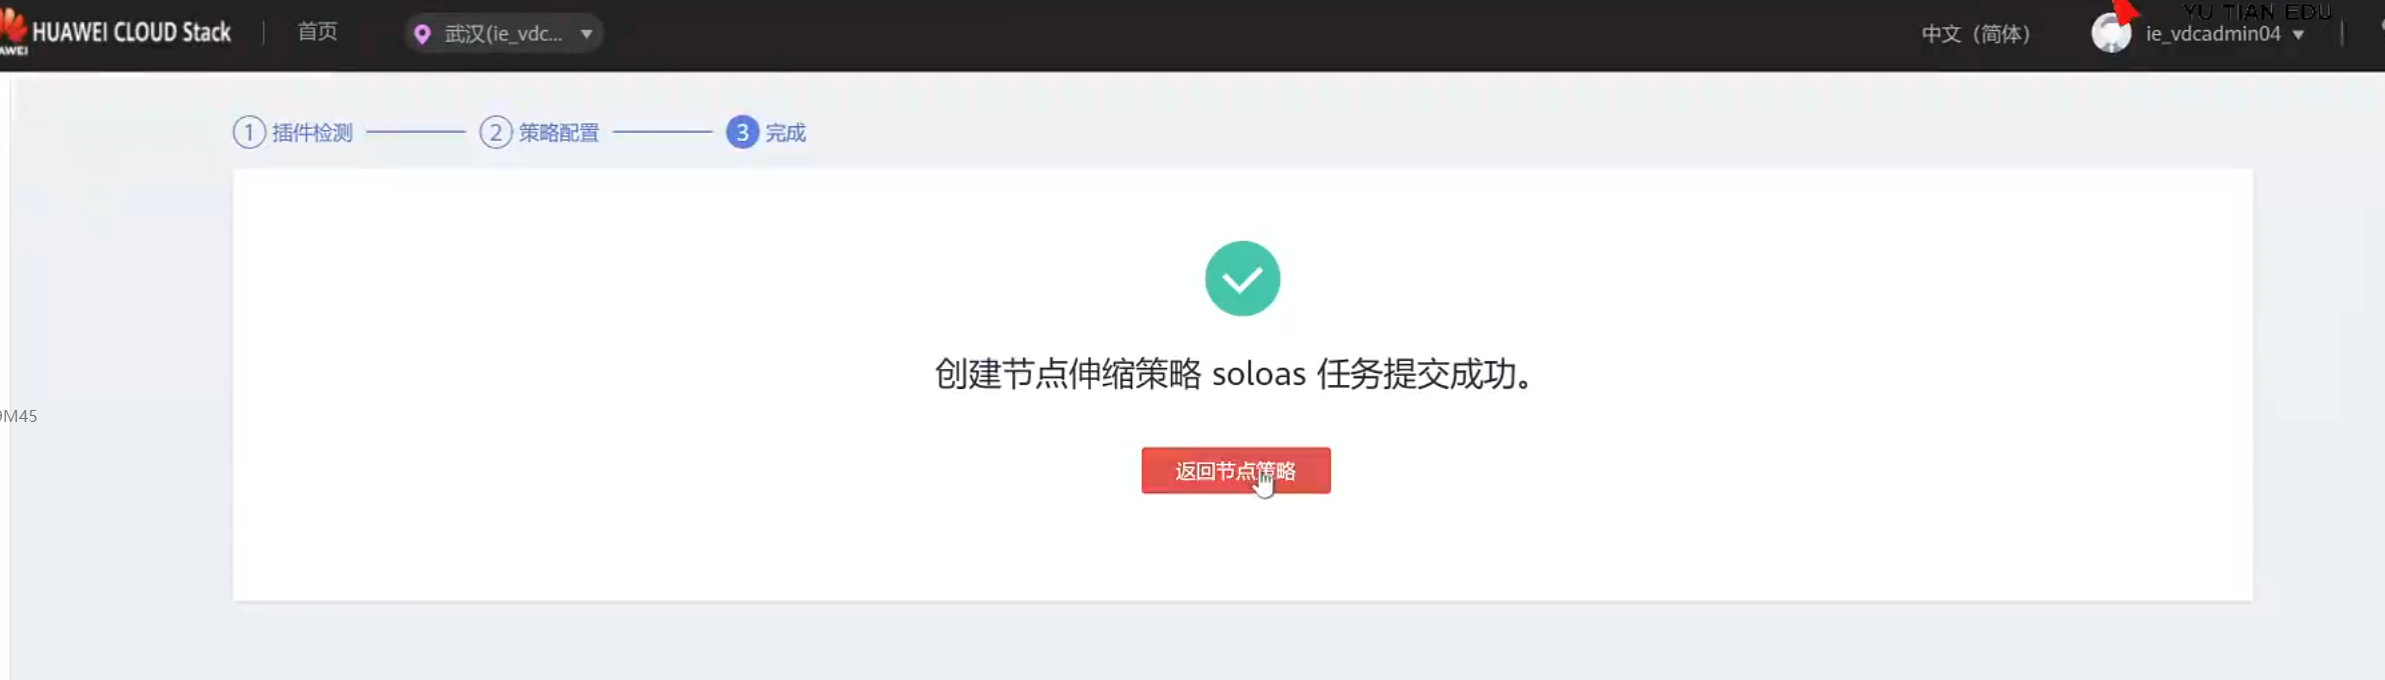 YU TIAN EDU
HUAWEI CLOUD Stack 首页 武汉(ie_vdc... 中文（简体） ie_vdcadmin04
1 插件检测 2 策略配置 3 完成
创建节点伸缩策略 soloas 任务提交成功。
9M45
返回节点策略